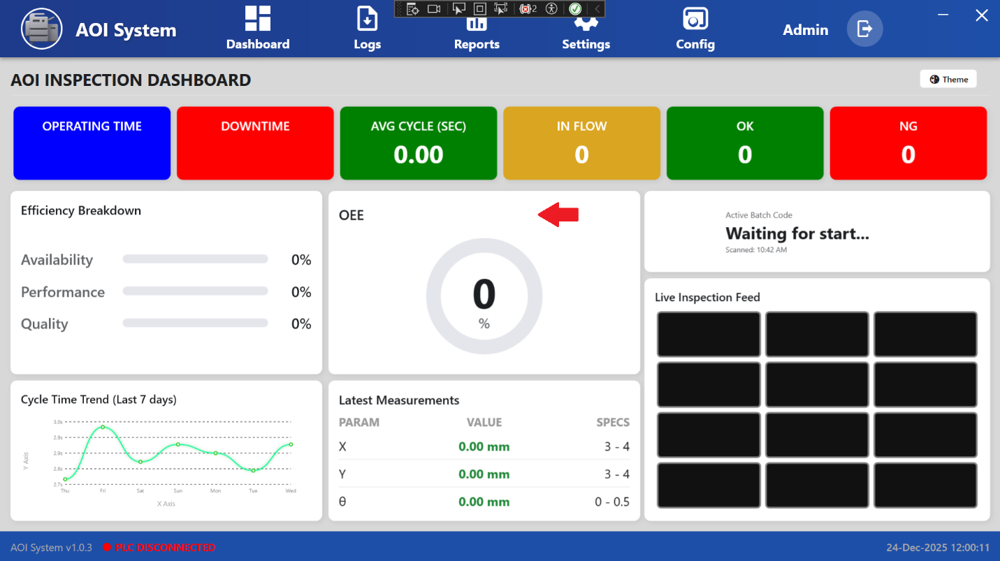 AOI System
Dashboard
Logs
2
Reports
Settings
Config
Admin
AOI INSPECTION DASHBOARD
Theme
OPERATING TIME
DOWNTIME
AVG CYCLE (SEC)
0.00
IN FLOW
0
OK
0
NG
0
Efficiency Breakdown
Availability 0%
Performance 0%
Quality 0%
OEE
0
%
Active Batch Code
Waiting for start...
Scanned: 10:42 AM
Live Inspection Feed
Cycle Time Trend (Last 7 days)
Y Axis
3.0s
2.9s
2.9s
2.8s
2.7s
Thu Fri Sat Sun Mon Tue Wed
X Axis
Latest Measurements
PARAM VALUE SPECS
X 0.00 mm 3 - 4
Y 0.00 mm 3 - 4
θ 0.00 mm 0 - 0.5
AOI System v1.0.3 PLC DISCONNECTED 24-Dec-2025 12:00:11